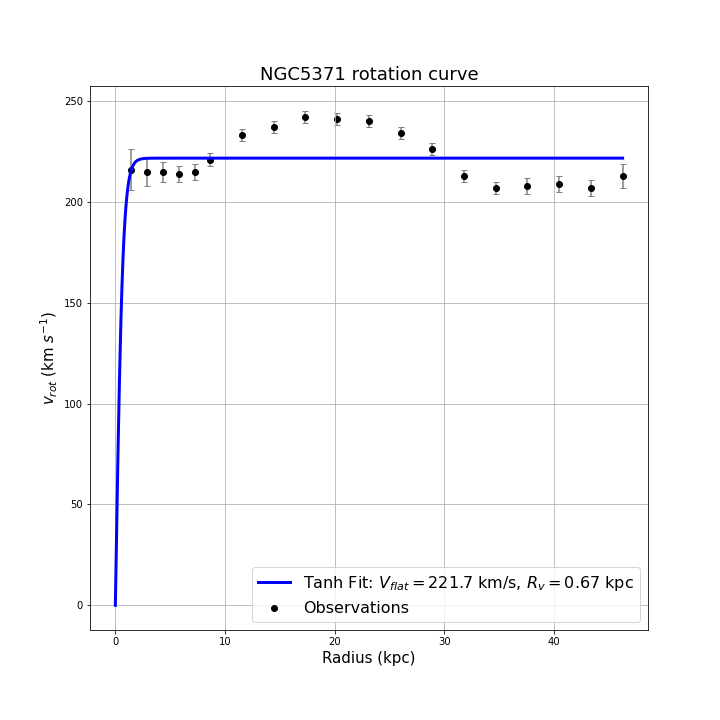 NGC5371 rotation curve
250
200
150
100
50
0
v_rot (km s⁻¹)
0 10 20 30 40
Radius (kpc)
Tanh Fit: V_flat = 221.7 km/s, R_v = 0.67 kpc
Observations